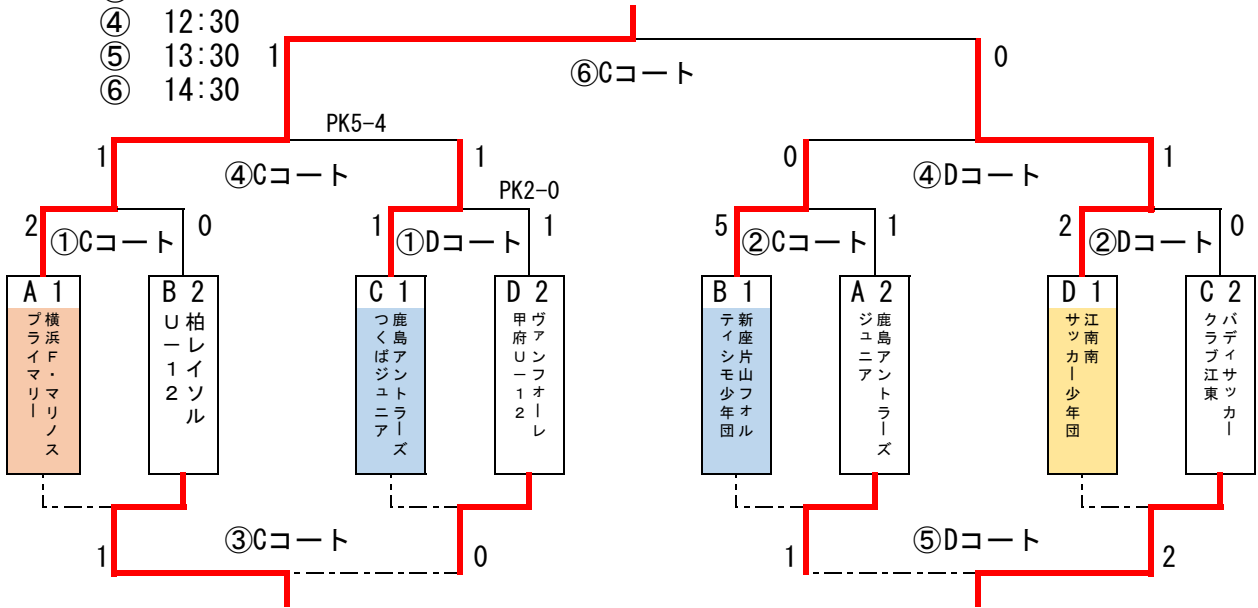 ④ 12:30
⑤ 13:30
⑥ 14:30
1
0
⑥Cコート
PK5-4
1
④Cコート
1
0
④Dコート
1
PK2-0
2
①Cコート
0
1
①Dコート
1
5
②Cコート
1
2
②Dコート
0
A 1
横浜F・マリノス
プライマリー
B 2
柏レイソル
U－12
C 1
鹿島アントラーズ
つくばジュニア
D 2
ヴァンフォーレ
甲府U－12
B 1
新座片山フォル
ティシモ少年団
A 2
鹿島アントラーズ
ジュニア
D 1
江南南
サッカー少年団
C 2
バディサッカー
クラブ江東
1
③Cコート
0
1
⑤Dコート
2